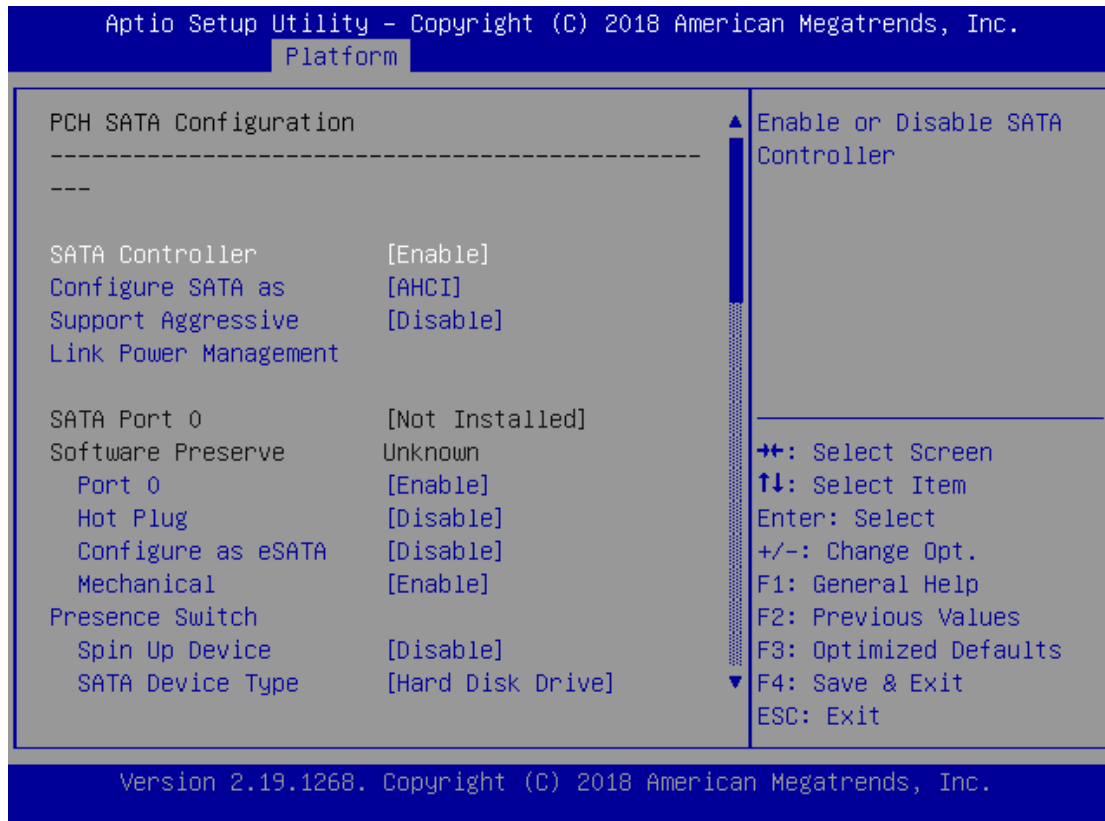 Aptio Setup Utility – Copyright (C) 2018 American Megatrends, Inc.
Platform
PCH SATA Configuration
-----------------------------------------------
---
SATA Controller [Enable]
Configure SATA as [AHCI]
Support Aggressive [Disable]
Link Power Management
SATA Port 0 [Not Installed]
Software Preserve Unknown
Port 0 [Enable]
Hot Plug [Disable]
Configure as eSATA [Disable]
Mechanical [Enable]
Presence Switch
Spin Up Device [Disable]
SATA Device Type [Hard Disk Drive]
Enable or Disable SATA
Controller
→←: Select Screen
↑↓: Select Item
Enter: Select
+/-: Change Opt.
F1: General Help
F2: Previous Values
F3: Optimized Defaults
F4: Save & Exit
ESC: Exit
Version 2.19.1268. Copyright (C) 2018 American Megatrends, Inc.